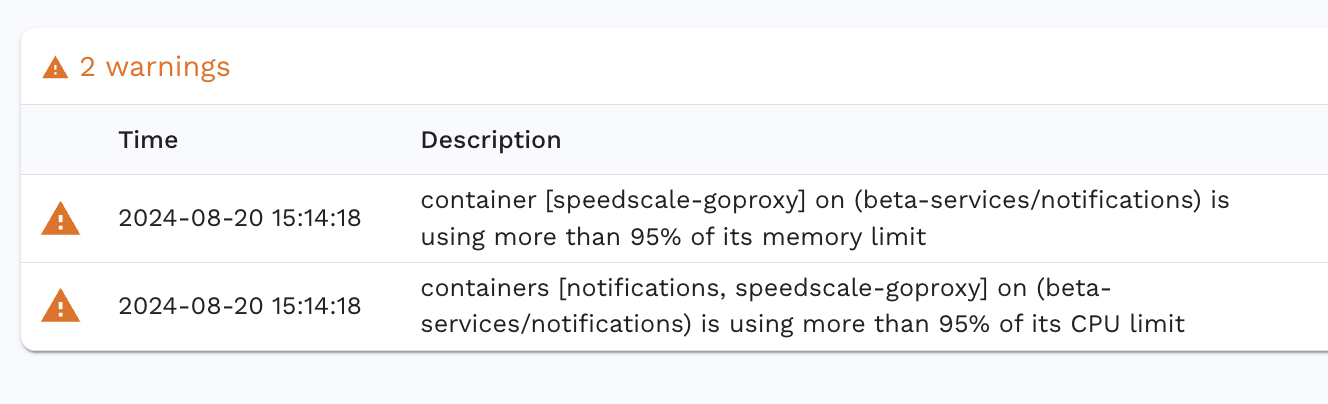 2 warnings
Time Description
2024-08-20 15:14:18 container [speedscale-goproxy] on (beta-services/notifications) is
using more than 95% of its memory limit
2024-08-20 15:14:18 containers [notifications, speedscale-goproxy] on (beta-
services/notifications) is using more than 95% of its CPU limit